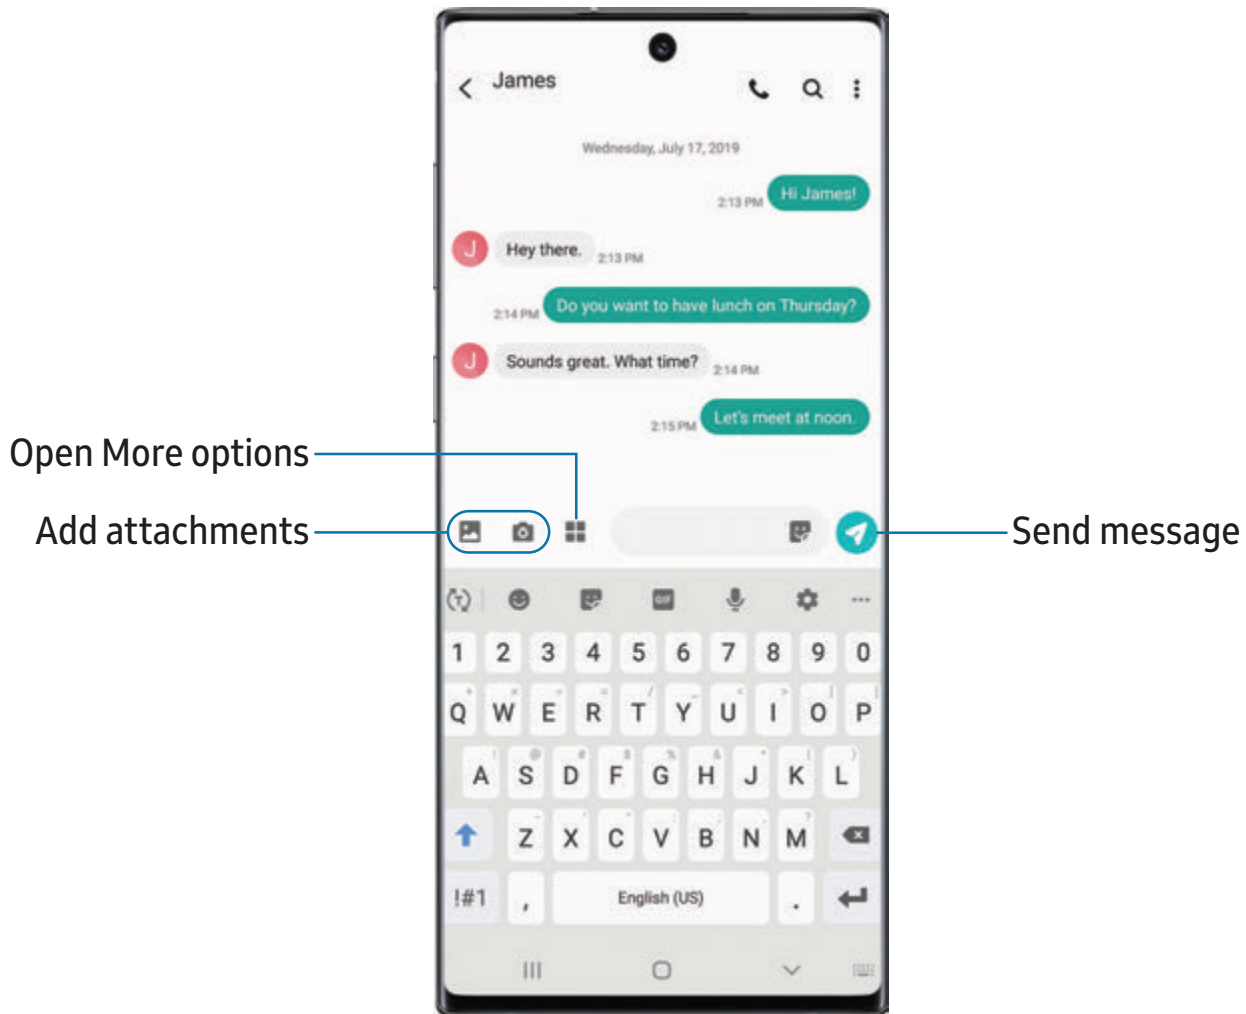 James
Wednesday, July 17, 2019
2:13 PM Hi James!
J Hey there. 2:13 PM
2:14 PM Do you want to have lunch on Thursday?
J Sounds great. What time? 2:14 PM
2:15 PM Let's meet at noon.
Open More options
Add attachments
Send message
T GIF
1 2 3 4 5 6 7 8 9 0
Q W E R T Y U I O P
A S D F G H J K L
Z X C V B N M
!#1 , English (US) .